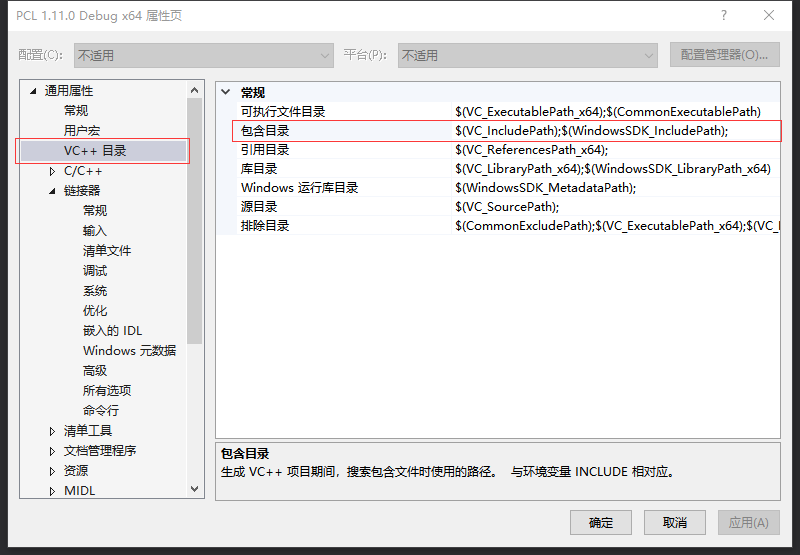 PCL 1.11.0 Debug x64 属性页
配置(C): 不适用 平台(P): 不适用 配置管理器(O)...
通用属性
常规
用户宏
VC++ 目录
C/C++
链接器
常规
输入
清单文件
调试
系统
优化
嵌入的 IDL
Windows 元数据
高级
所有选项
命令行
清单工具
文档管理程序
资源
MIDL
常规
可执行文件目录 $(VC_ExecutablePath_x64);$(CommonExecutablePath)
包含目录 $(VC_IncludePath);$(WindowsSDK_IncludePath);
引用目录 $(VC_ReferencesPath_x64);
库目录 $(VC_LibraryPath_x64);$(WindowsSDK_LibraryPath_x64)
Windows 运行库目录 $(WindowsSDK_MetadataPath);
源目录 $(VC_SourcePath);
排除目录 $(CommonExcludePath);$(VC_ExecutablePath_x64);$(VC_
包含目录
生成 VC++ 项目期间，搜索包含文件时使用的路径。 与环境变量 INCLUDE 相对应。
确定 取消 应用(A)